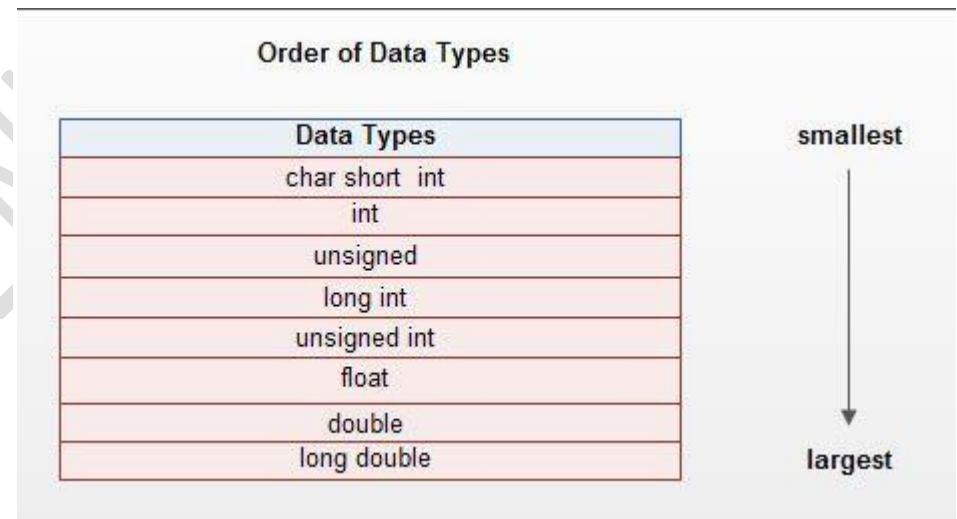 Order of Data Types
Data Types
smallest
char short int
int
unsigned
long int
unsigned int
float
double
long double
largest